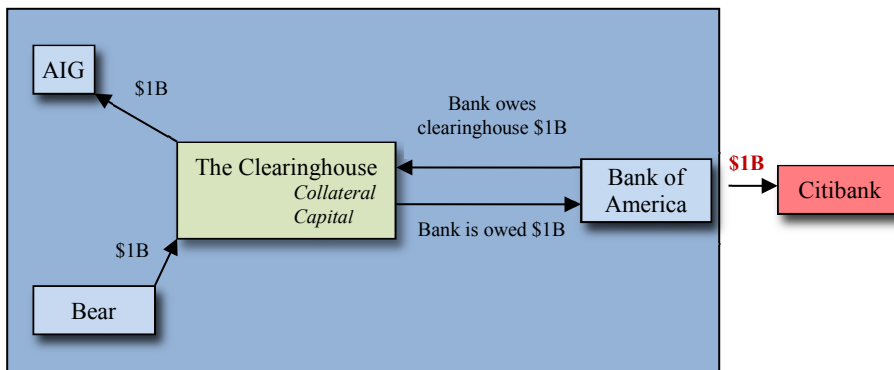 AIG
$1B
Bank owes
clearinghouse $1B
The Clearinghouse
Collateral
Capital
$1B
Bank of
America
Citibank
Bank is owed $1B
$1B
Bear